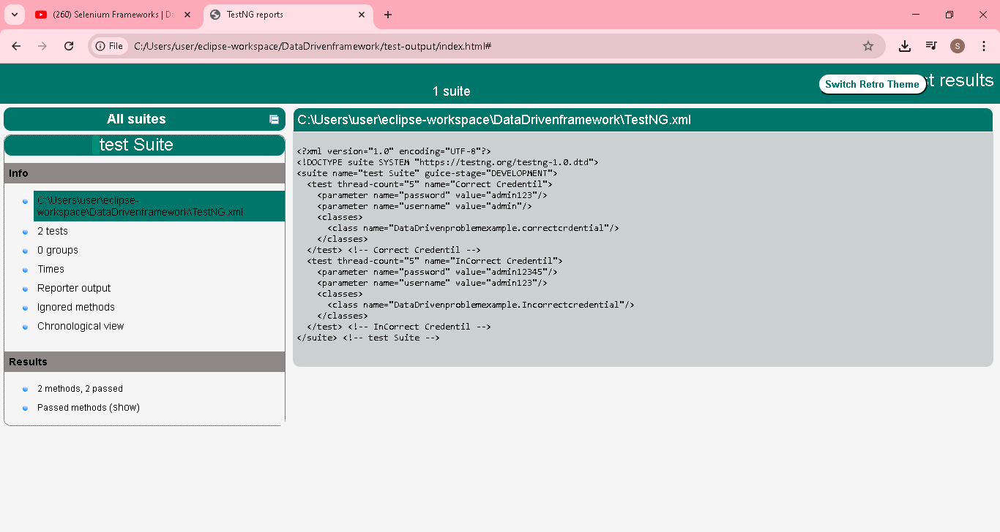 (260) Selenium Frameworks | Da
TestNG reports
File
C:/Users/user/eclipse-workspace/DataDrivenframework/test-output/index.html#
S
1 suite
Switch Retro Theme
st results
All suites
test Suite
Info
C:\Users\user\eclipse-
workspace\DataDrivenframework\TestNG.xml
2 tests
0 groups
Times
Reporter output
Ignored methods
Chronological view
Results
2 methods, 2 passed
Passed methods (show)
C:\Users\user\eclipse-workspace\DataDrivenframework\TestNG.xml
<?xml version="1.0" encoding="UTF-8"?>
<!DOCTYPE suite SYSTEM "https://testng.org/testng-1.0.dtd">
<suite name="test Suite" guice-stage="DEVELOPMENT">
  <test thread-count="5" name="Correct Credentil">
    <parameter name="password" value="admin123"/>
    <parameter name="username" value="admin"/>
    <classes>
      <class name="DataDrivenproblemexample.correctcrdential"/>
    </classes>
  </test> <!-- Correct Credentil -->
  <test thread-count="5" name="InCorrect Credentil">
    <parameter name="password" value="admin12345"/>
    <parameter name="username" value="admin123"/>
    <classes>
      <class name="DataDrivenproblemexample.Incorrectcredential"/>
    </classes>
  </test> <!-- InCorrect Credentil -->
</suite> <!-- test Suite -->